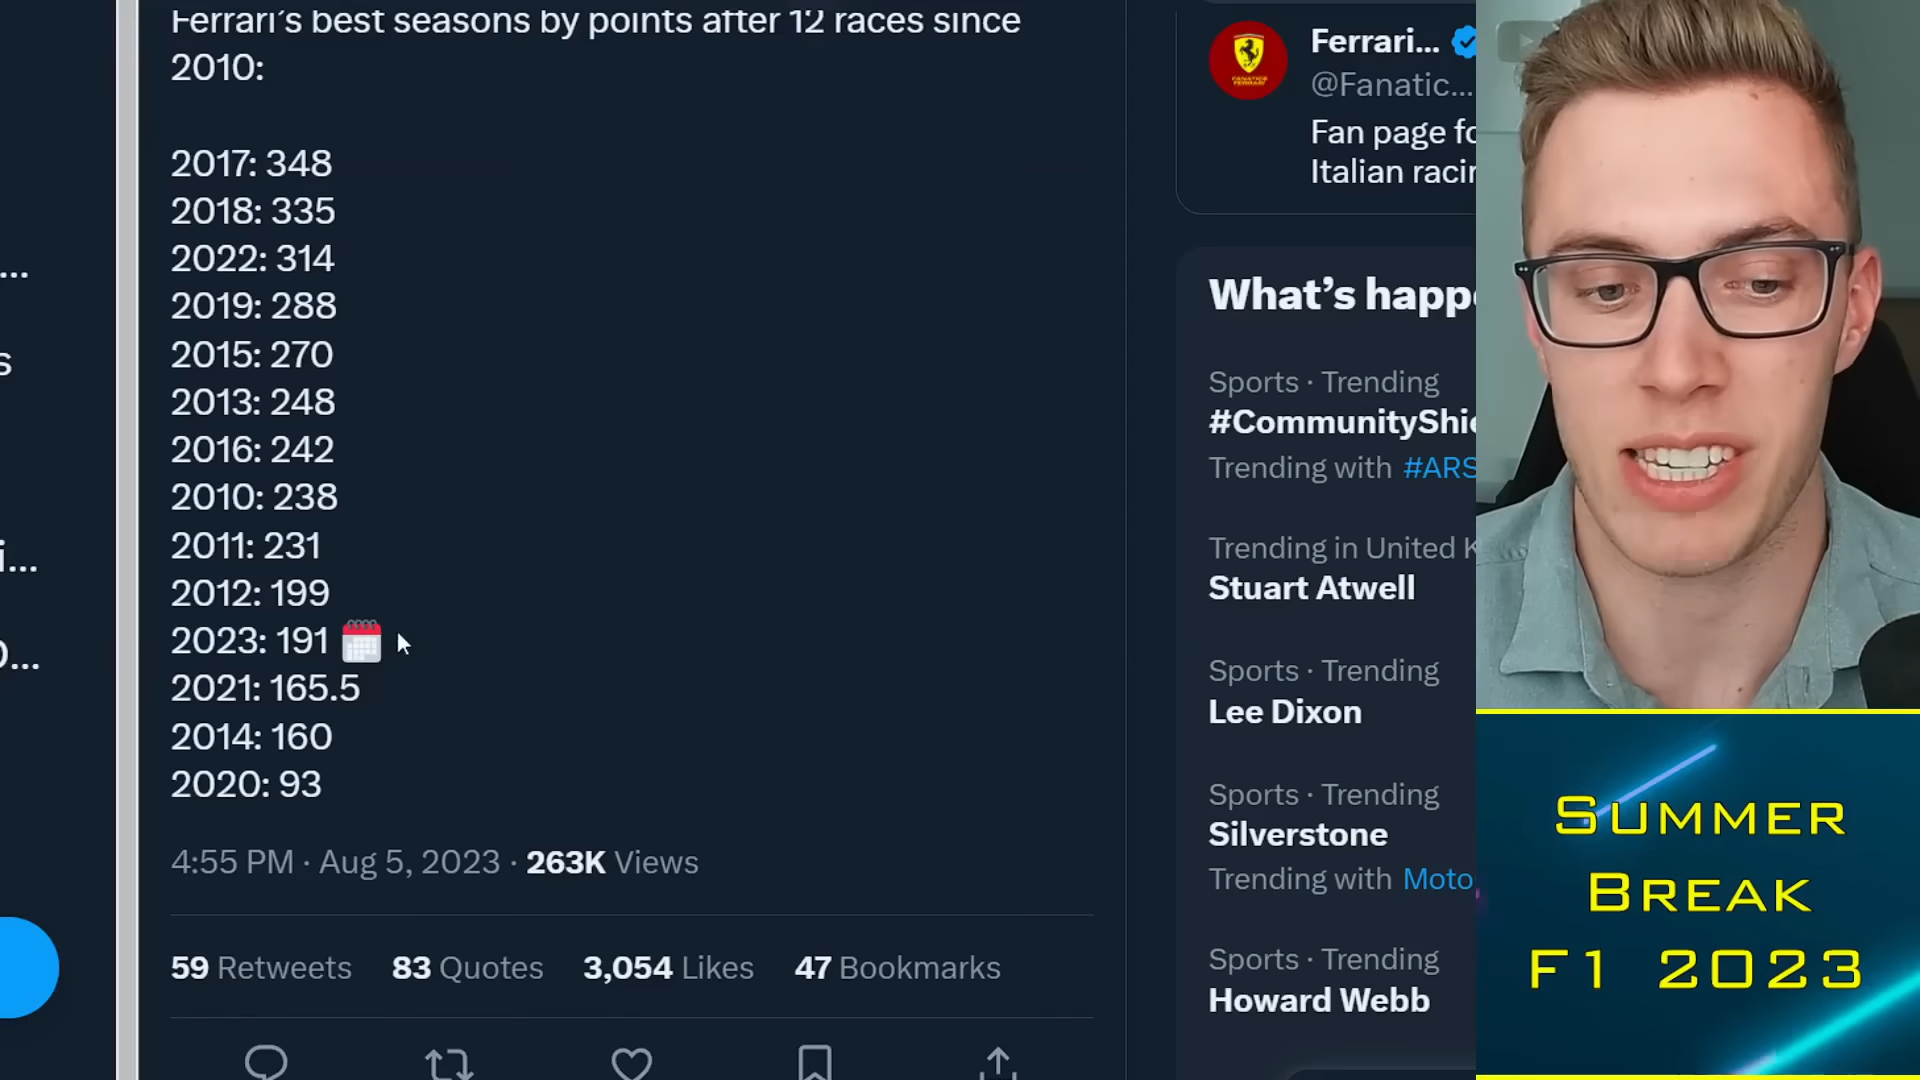 Ferrari's best seasons by points after 12 races since
2010:
2017: 348
2018: 335
2022: 314
2019: 288
2015: 270
2013: 248
2016: 242
2010: 238
2011: 231
2012: 199
2023: 191
2021: 165.5
2014: 160
2020: 93
4:55 PM · Aug 5, 2023 · 263K Views
59 Retweets 83 Quotes 3,054 Likes 47 Bookmarks
...
s
i...
...
Ferrari...
@Fanatic...
Fan page fo
Italian racin
What's happe
Sports · Trending
#CommunityShie
Trending with #ARS
Trending in United K
Stuart Atwell
Sports · Trending
Lee Dixon
Sports · Trending
Silverstone
Trending with Moto
Sports · Trending
Howard Webb
SUMMER
BREAK
F1 2023